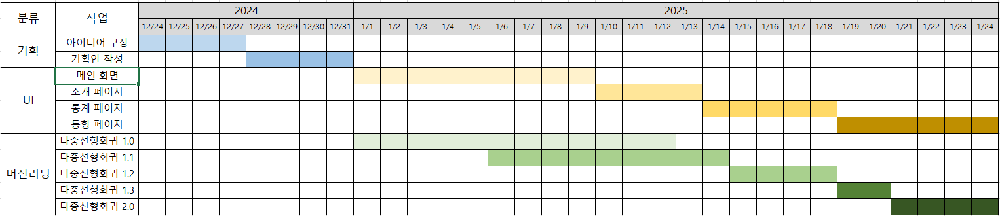 분류 작업 2024 2025
12/24 12/25 12/26 12/27 12/28 12/29 12/30 12/31 1/1 1/2 1/3 1/4 1/5 1/6 1/7 1/8 1/9 1/10 1/11 1/12 1/13 1/14 1/15 1/16 1/17 1/18 1/19 1/20 1/21 1/22 1/23 1/24
기획 아이디어 구상
기획안 작성
UI 메인 화면
소개 페이지
통계 페이지
동향 페이지
머신러닝 다중선형회귀 1.0
다중선형회귀 1.1
다중선형회귀 1.2
다중선형회귀 1.3
다중선형회귀 2.0